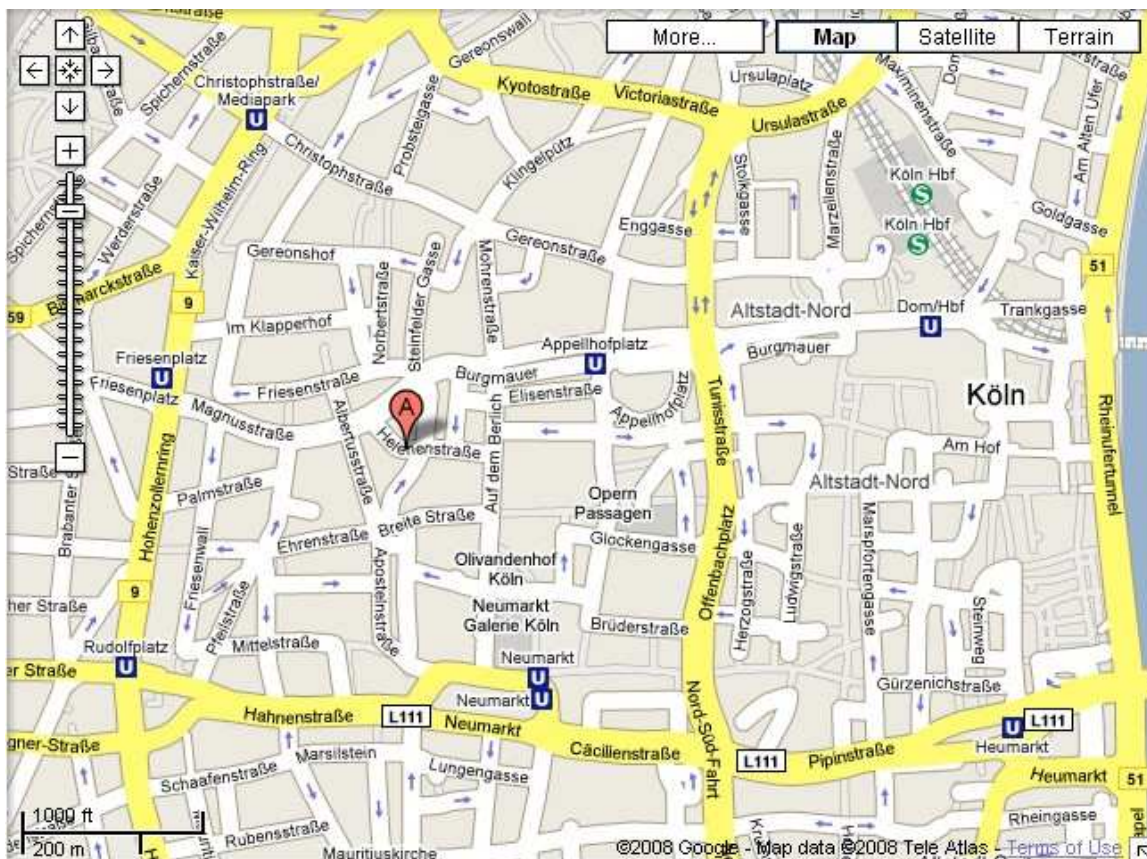 More...
Map
Satellite
Terrain
Gereonswall
Spichernstraße
Christophstraße/
Mediapark
Kyotostraße
Victoriastraße
Ursulaplatz
Ursulastraße
Maximinenstraße
Am Alten Ufer
Probsteigasse
Klingelpütz
Christophstraße
Kaiser-Wilhelm-Ring
Werderstraße
Stolkgasse
Marzellenstraße
Köln Hbf
S
Köln Hbf
S
Goldgasse
Enggasse
Gereonstraße
Gereonshof
Steinfelder Gasse
Mohrenstraße
Norbertstraße
Bismarckstraße
51
9
59
Im Klapperhof
Altstadt-Nord
Dom/Hbf
U
Trankgasse
Appellhofplatz
U
Burgmauer
Friesenplatz
U
Friesenstraße
Burgmauer
Elisenstraße
Appellhofplatz
Tunisstraße
Köln
Friesenplatz
Magnusstraße
Albertusstraße
A
Helenenstraße
Auf dem Berlich
Am Hof
Rheinufertunnel
Altstadt-Nord
Hohenzollernring
Palmstraße
Opern
Passagen
Breite Straße
Ehrenstraße
Glockengasse
Offenbachplatz
Brabanter
Friesenwall
Olivandenhof
Köln
Apostelnstraße
Herzogstraße
Ludwigstraße
Marspfortengasse
Steinweg
9
Neumarkt
Galerie Köln
Brüderstraße
Pfeilstraße
Mittelstraße
Rudolfplatz
U
Neumarkt
U
Neumarkt
U
Gürzenichstraße
Nord-Süd-Fahrt
Hahnenstraße
L111
Neumarkt
Cäcilienstraße
L111
Pipinstraße
U
L111
Heumarkt
Heumarkt
51
Marsilstein
Lungengasse
Schaafenstraße
Rubensstraße
Mauritiuskirche
Rheingasse
1000 ft
200 m
©2008 Google - Map data ©2008 Tele Atlas - Terms of Use